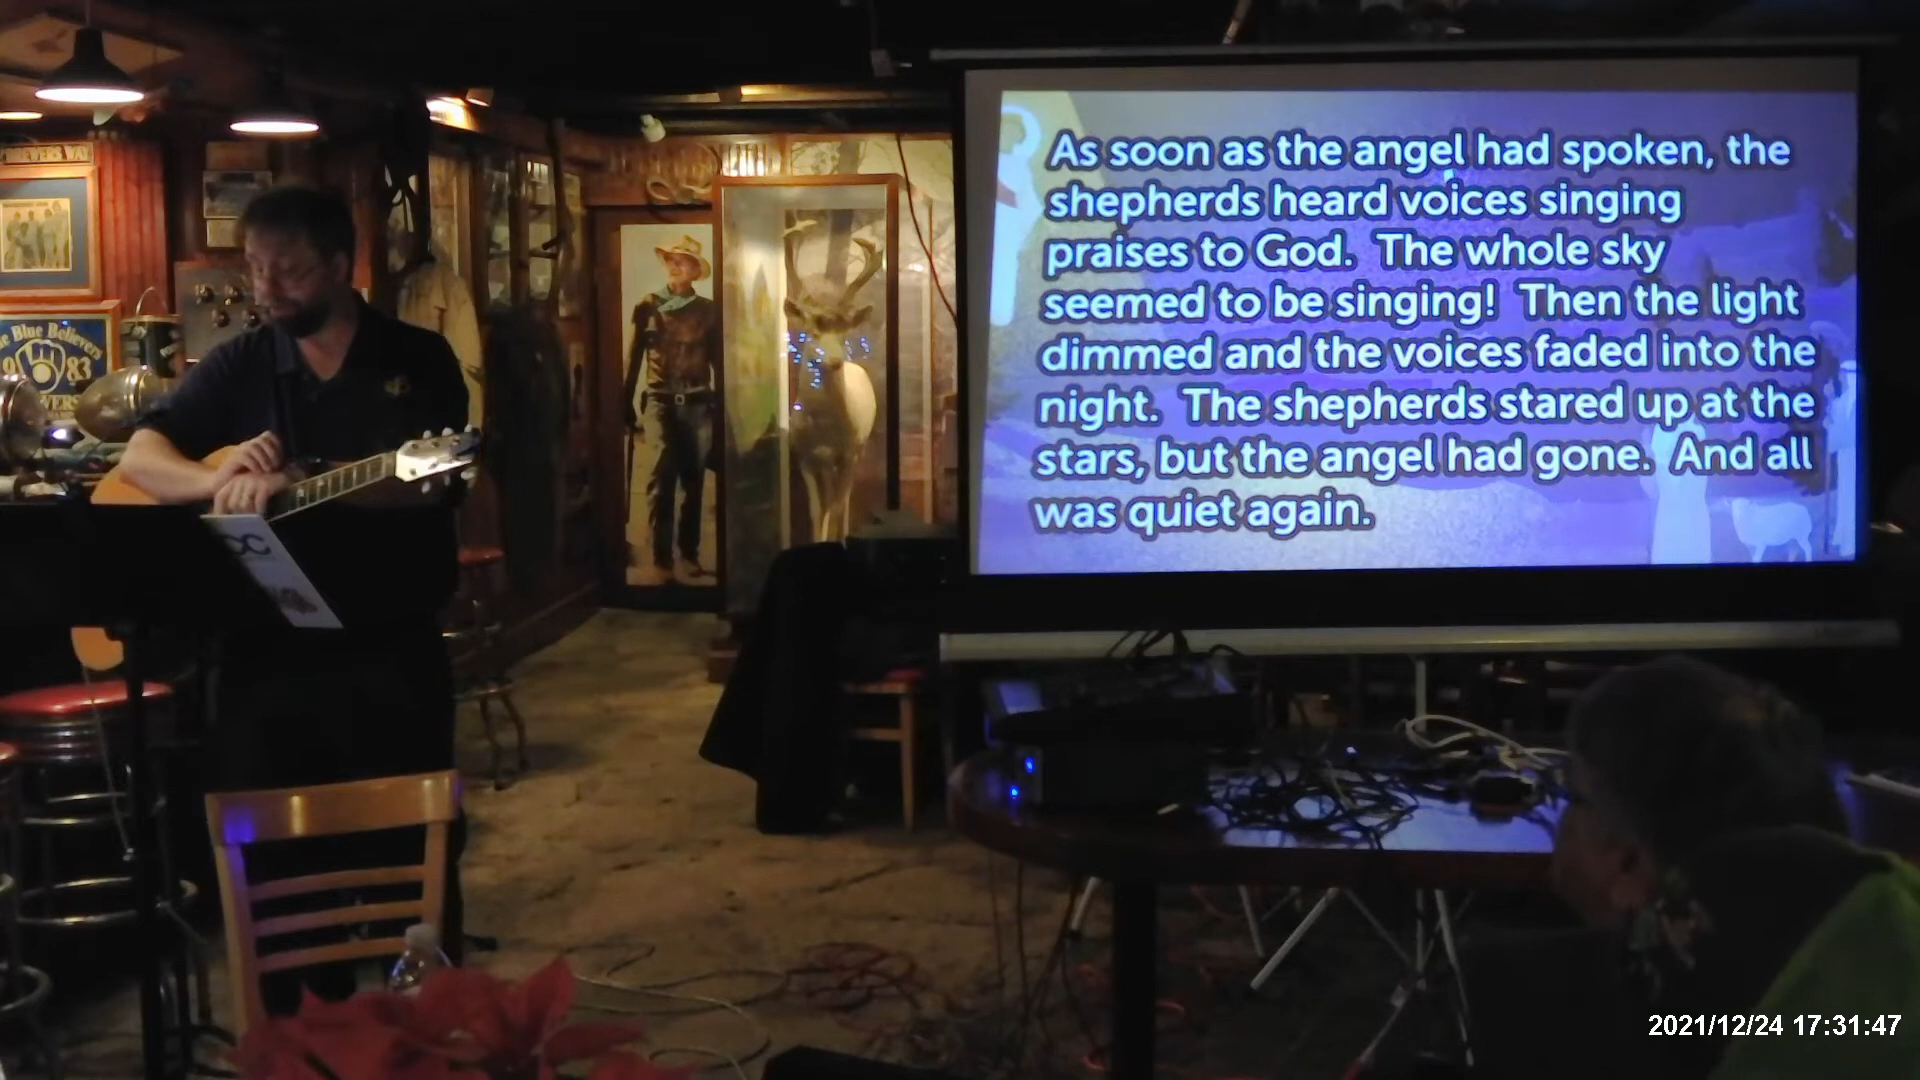 As soon as the angel had spoken, the
shepherds heard voices singing
praises to God. The whole sky
seemed to be singing! Then the light
dimmed and the voices faded into the
night. The shepherds stared up at the
stars, but the angel had gone. And all
was quiet again.
Blue Believers
83
2021/12/24 17:31:47